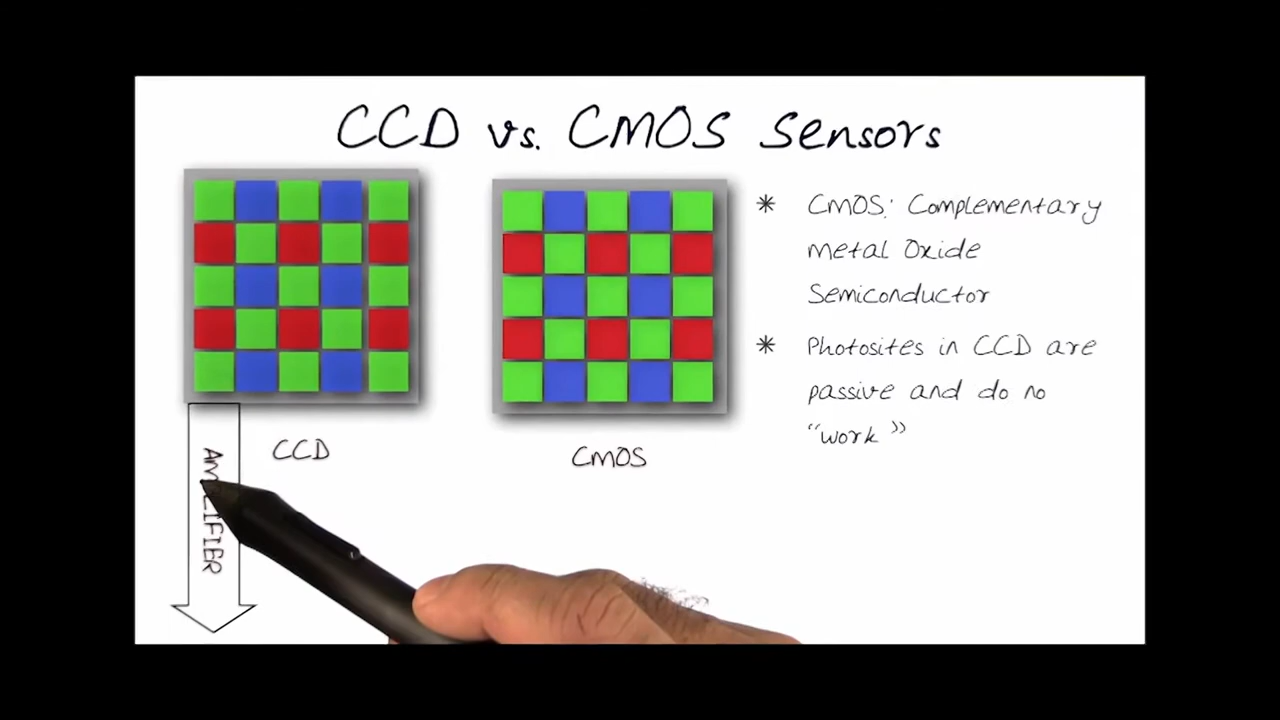 CCD vs. CMOS Sensors
* CMOS: Complementary
Metal Oxide
Semiconductor
* Photosites in CCD are
passive and do no
“work”
CCD
CMOS